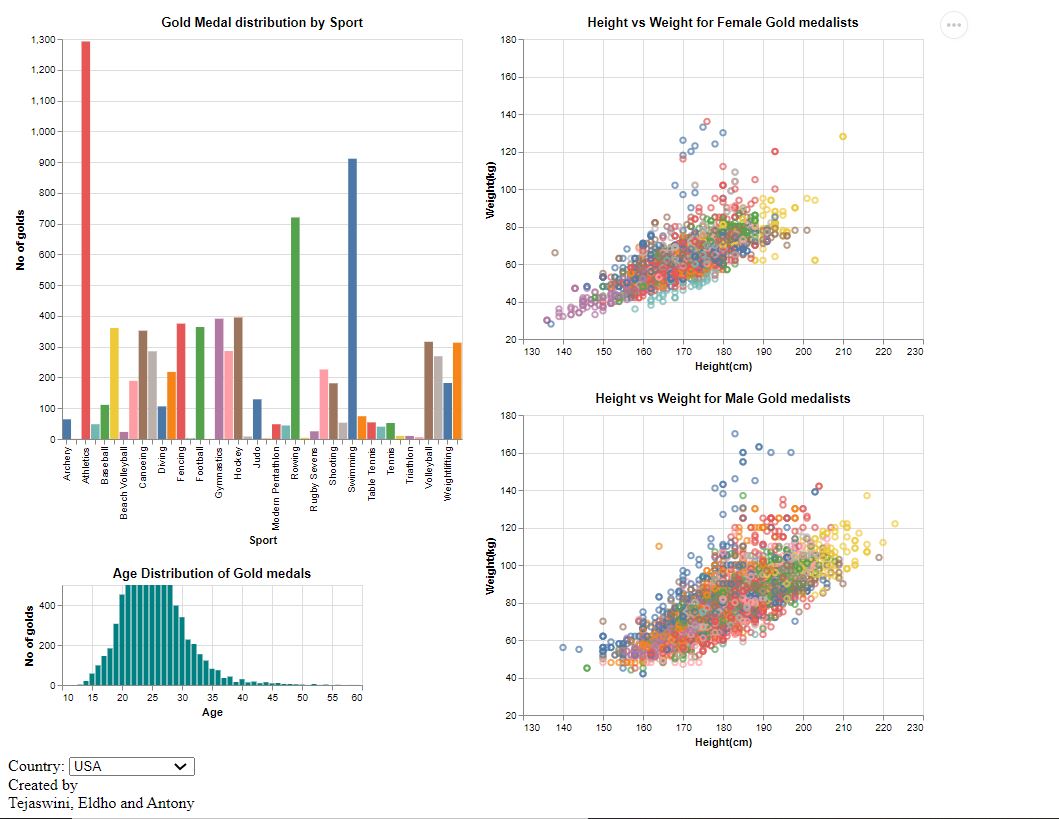 Gold Medal distribution by Sport
1,300
1,200
1,100
1,000
900
800
700
600
500
400
300
200
100
0
No of golds
Archery
Athletics
Baseball
Beach Volleyball
Canoeing
Diving
Fencing
Football
Gymnastics
Hockey
Judo
Modern Pentathlon
Rowing
Rugby Sevens
Shooting
Swimming
Table Tennis
Tennis
Triathlon
Volleyball
Weightlifting
Sport
Age Distribution of Gold medals
400
200
0
No of golds
10 15 20 25 30 35 40 45 50 55 60
Age
Height vs Weight for Female Gold medalists
180
160
140
120
100
80
60
40
20
Weight(kg)
130 140 150 160 170 180 190 200 210 220 230
Height(cm)
Height vs Weight for Male Gold medalists
180
160
140
120
100
80
60
40
20
Weight(kg)
130 140 150 160 170 180 190 200 210 220 230
Height(cm)
Country: USA
Created by
Tejaswini, Eldho and Antony